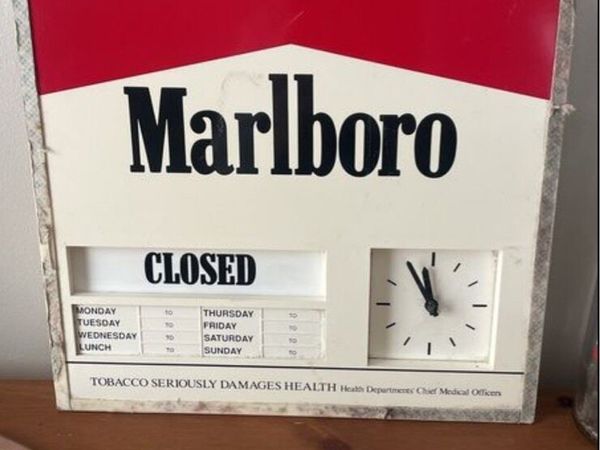 Marlboro
CLOSED
MONDAY TO THURSDAY TO
TUESDAY TO FRIDAY TO
WEDNESDAY TO SATURDAY TO
LUNCH TO SUNDAY TO
TOBACCO SERIOUSLY DAMAGES HEALTH Health Departments' Chief Medical Officers